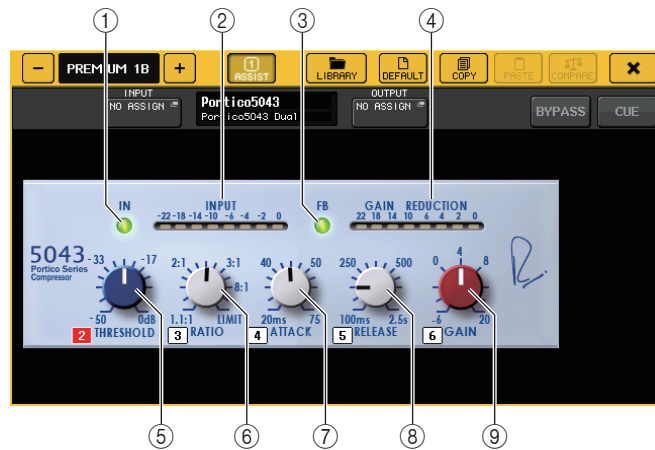 ① ② ③ ④
− PREMIUM 1B + 1 ASSIST LIBRARY DEFAULT COPY PASTE COMPARE ×
INPUT
NO ASSIGN
Portico5043
Portico5043 Dual
OUTPUT
NO ASSIGN
BYPASS CUE
IN INPUT FB GAIN REDUCTION
-22 -18 -14 -10 -6 -4 -2 0 22 18 14 10 6 4 2 0
5043
Portico Series
Compressor
-33 -17 2:1 3:1 8:1 40 50 250 500 0 4 8
-50 0dB 1.1:1 LIMIT 20ms 75 100ms 2.5s -6 20
2 THRESHOLD 3 RATIO 4 ATTACK 5 RELEASE 6 GAIN
⑤ ⑥ ⑦ ⑧ ⑨